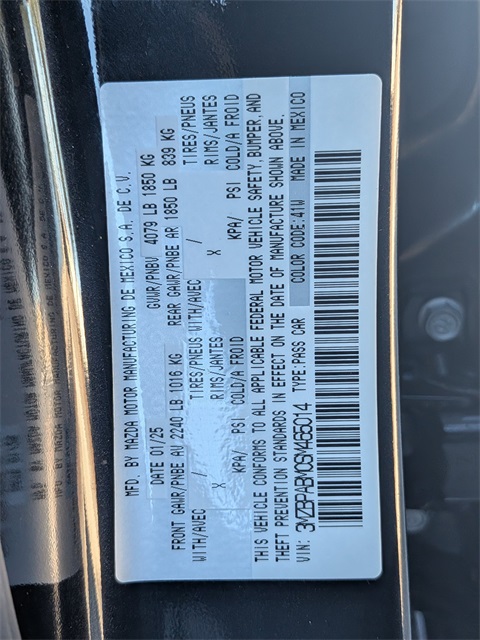 MFD. BY MAZDA MOTOR MANUFACTURING DE MEXICO S.A. DE C.V.
DATE 01/25 GVWR/PNBV 4079 LB 1850 KG
FRONT GAWR/PNBE AU 2240 LB 1016 KG REAR GAWR/PNBE AR 1850 LB 839 KG
WITH/AVEC / TIRES/PNEUS WITH/AVEC / TIRES/PNEUS
X RIMS/JANTES X RIMS/JANTES
KPA/ PSI COLD/A FROID KPA/ PSI COLD/A FROID
THIS VEHICLE CONFORMS TO ALL APPLICABLE FEDERAL MOTOR VEHICLE SAFETY, BUMPER, AND
THEFT PREVENTION STANDARDS IN EFFECT ON THE DATE OF MANUFACTURE SHOWN ABOVE.
VIN: 3MZBPABM0SM465014 TYPE:PASS CAR COLOR CODE:41W MADE IN MEXICO